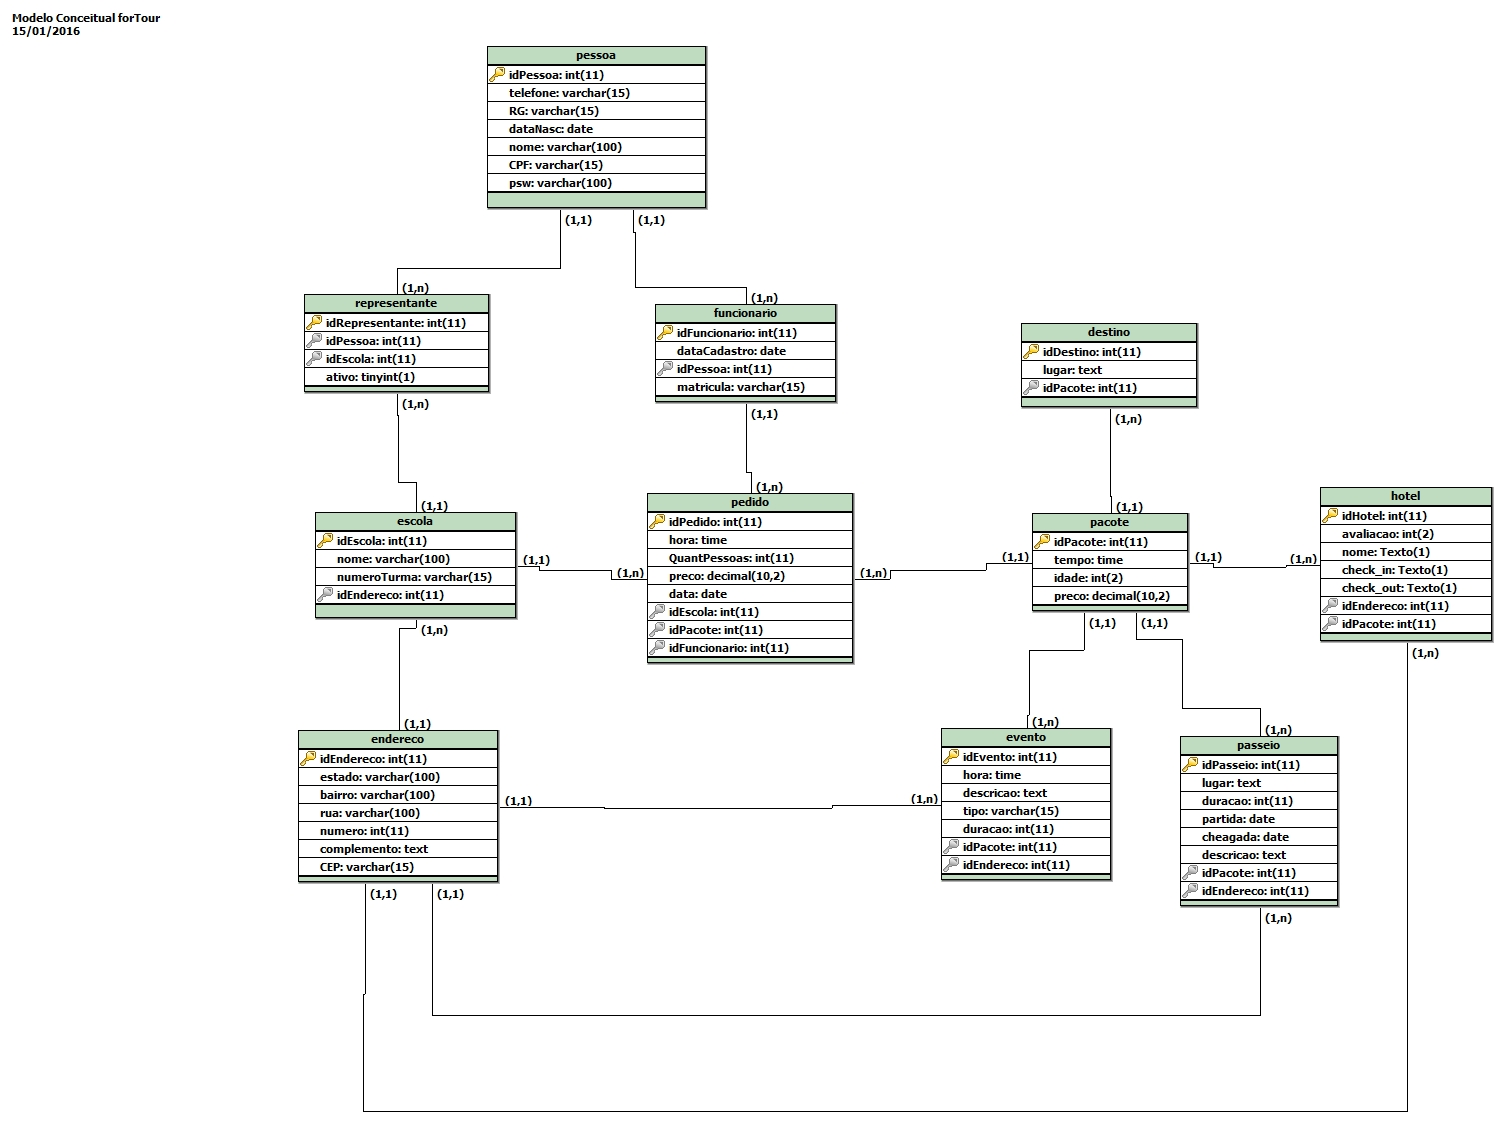 Modelo Conceitual forTour
15/01/2016
pessoa
idPessoa: int(11)
telefone: varchar(15)
RG: varchar(15)
dataNasc: date
nome: varchar(100)
CPF: varchar(15)
psw: varchar(100)
(1,1)
(1,1)
(1,n)
representante
idRepresentante: int(11)
idPessoa: int(11)
idEscola: int(11)
ativo: tinyint(1)
(1,n)
(1,n)
funcionario
idFuncionario: int(11)
dataCadastro: date
idPessoa: int(11)
matricula: varchar(15)
(1,1)
destino
idDestino: int(11)
lugar: text
idPacote: int(11)
(1,n)
(1,1)
escola
idEscola: int(11)
nome: varchar(100)
numeroTurma: varchar(15)
idEndereco: int(11)
(1,n)
(1,1)
(1,n)
(1,n)
pedido
idPedido: int(11)
hora: time
QuantPessoas: int(11)
preco: decimal(10,2)
data: date
idEscola: int(11)
idPacote: int(11)
idFuncionario: int(11)
(1,n)
(1,1)
(1,1)
pacote
idPacote: int(11)
tempo: time
idade: int(2)
preco: decimal(10,2)
(1,1)
(1,1)
(1,1)
(1,n)
hotel
idHotel: int(11)
avaliacao: int(2)
nome: Texto(1)
check_in: Texto(1)
check_out: Texto(1)
idEndereco: int(11)
idPacote: int(11)
(1,n)
(1,1)
endereco
idEndereco: int(11)
estado: varchar(100)
bairro: varchar(100)
rua: varchar(100)
numero: int(11)
complemento: text
CEP: varchar(15)
(1,1)
(1,1)
(1,1)
(1,n)
(1,n)
evento
idEvento: int(11)
hora: time
descricao: text
tipo: varchar(15)
duracao: int(11)
idPacote: int(11)
idEndereco: int(11)
(1,n)
passeio
idPasseio: int(11)
lugar: text
duracao: int(11)
partida: date
cheagada: date
descricao: text
idPacote: int(11)
idEndereco: int(11)
(1,n)